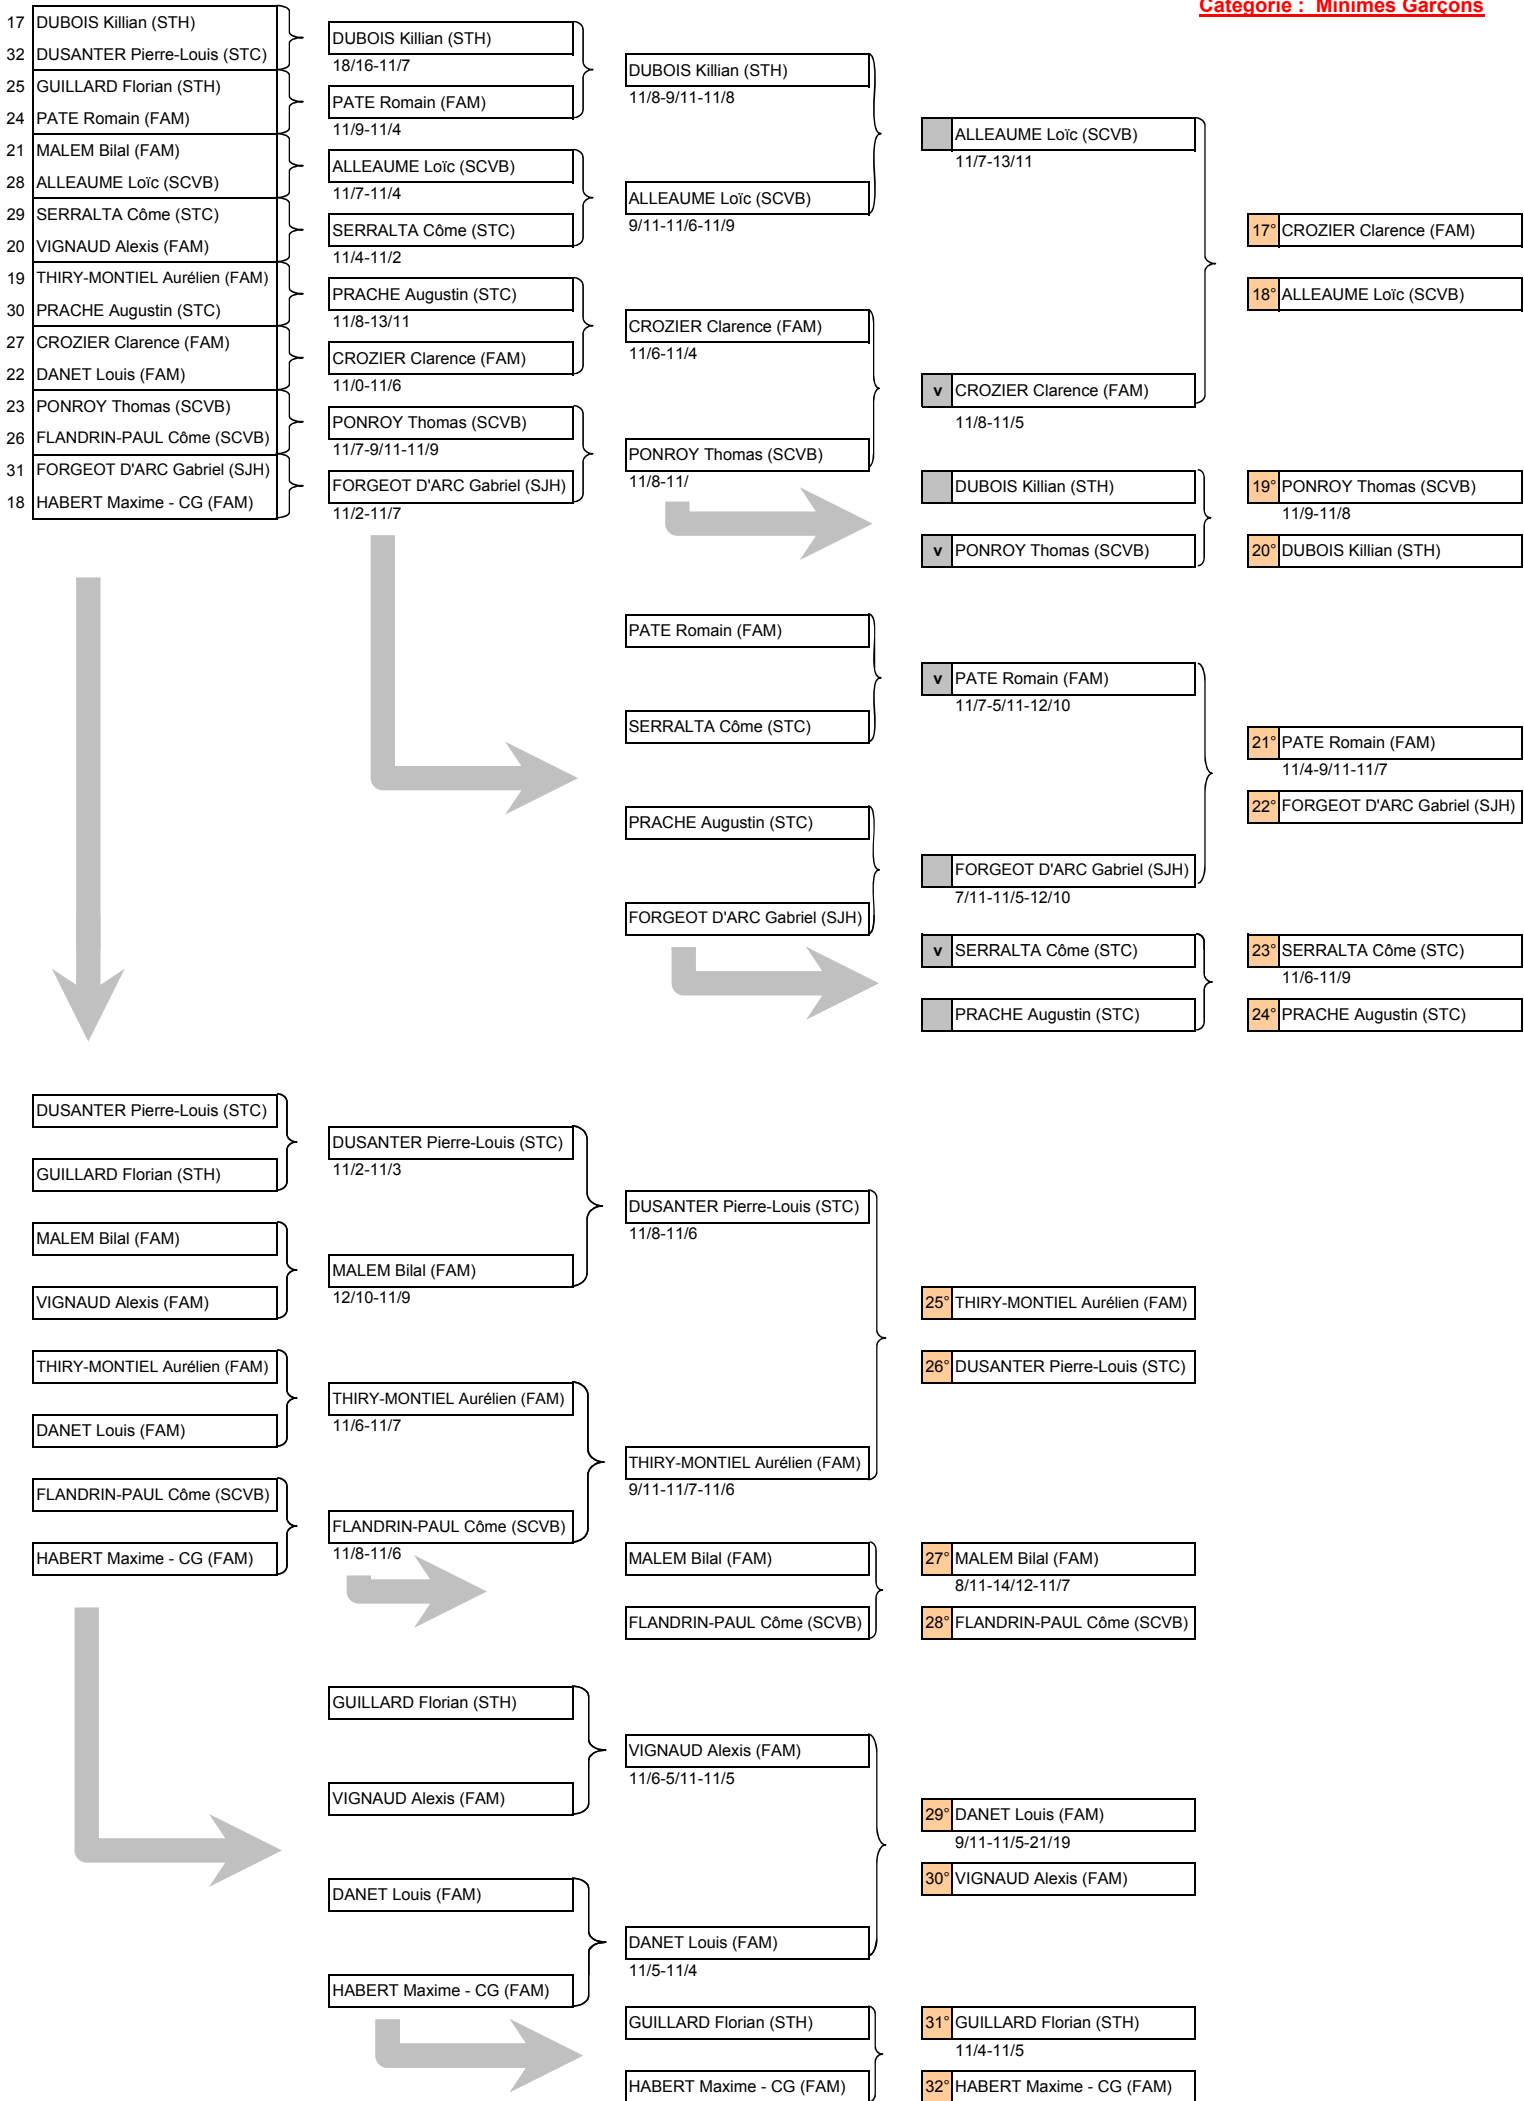 Catégorie : Minimes Garçons
17 DUBOIS Killian (STH)
32 DUSANTER Pierre-Louis (STC)
25 GUILLARD Florian (STH)
24 PATE Romain (FAM)
21 MALEM Bilal (FAM)
28 ALLEAUME Loïc (SCVB)
29 SERRALTA Côme (STC)
20 VIGNAUD Alexis (FAM)
19 THIRY-MONTIEL Aurélien (FAM)
30 PRACHE Augustin (STC)
27 CROZIER Clarence (FAM)
22 DANET Louis (FAM)
23 PONROY Thomas (SCVB)
26 FLANDRIN-PAUL Côme (SCVB)
31 FORGEOT D'ARC Gabriel (SJH)
18 HABERT Maxime - CG (FAM)
DUBOIS Killian (STH)
18/16-11/7
PATE Romain (FAM)
11/9-11/4
ALLEAUME Loïc (SCVB)
11/7-11/4
SERRALTA Côme (STC)
11/4-11/2
PRACHE Augustin (STC)
11/8-13/11
CROZIER Clarence (FAM)
11/0-11/6
PONROY Thomas (SCVB)
11/7-9/11-11/9
FORGEOT D'ARC Gabriel (SJH)
11/2-11/7
DUBOIS Killian (STH)
11/8-9/11-11/8
ALLEAUME Loïc (SCVB)
9/11-11/6-11/9
CROZIER Clarence (FAM)
11/6-11/4
PONROY Thomas (SCVB)
11/8-11/
ALLEAUME Loïc (SCVB)
11/7-13/11
v CROZIER Clarence (FAM)
11/8-11/5
DUBOIS Killian (STH)
v PONROY Thomas (SCVB)
17° CROZIER Clarence (FAM)
18° ALLEAUME Loïc (SCVB)
19° PONROY Thomas (SCVB)
11/9-11/8
20° DUBOIS Killian (STH)
PATE Romain (FAM)
SERRALTA Côme (STC)
PRACHE Augustin (STC)
FORGEOT D'ARC Gabriel (SJH)
v PATE Romain (FAM)
11/7-5/11-12/10
FORGEOT D'ARC Gabriel (SJH)
7/11-11/5-12/10
v SERRALTA Côme (STC)
PRACHE Augustin (STC)
21° PATE Romain (FAM)
11/4-9/11-11/7
22° FORGEOT D'ARC Gabriel (SJH)
23° SERRALTA Côme (STC)
11/6-11/9
24° PRACHE Augustin (STC)
DUSANTER Pierre-Louis (STC)
GUILLARD Florian (STH)
MALEM Bilal (FAM)
VIGNAUD Alexis (FAM)
THIRY-MONTIEL Aurélien (FAM)
DANET Louis (FAM)
FLANDRIN-PAUL Côme (SCVB)
HABERT Maxime - CG (FAM)
DUSANTER Pierre-Louis (STC)
11/2-11/3
MALEM Bilal (FAM)
12/10-11/9
THIRY-MONTIEL Aurélien (FAM)
11/6-11/7
FLANDRIN-PAUL Côme (SCVB)
11/8-11/6
DUSANTER Pierre-Louis (STC)
11/8-11/6
THIRY-MONTIEL Aurélien (FAM)
9/11-11/7-11/6
MALEM Bilal (FAM)
FLANDRIN-PAUL Côme (SCVB)
25° THIRY-MONTIEL Aurélien (FAM)
26° DUSANTER Pierre-Louis (STC)
27° MALEM Bilal (FAM)
8/11-14/12-11/7
28° FLANDRIN-PAUL Côme (SCVB)
GUILLARD Florian (STH)
VIGNAUD Alexis (FAM)
DANET Louis (FAM)
HABERT Maxime - CG (FAM)
VIGNAUD Alexis (FAM)
11/6-5/11-11/5
DANET Louis (FAM)
11/5-11/4
GUILLARD Florian (STH)
HABERT Maxime - CG (FAM)
29° DANET Louis (FAM)
9/11-11/5-21/19
30° VIGNAUD Alexis (FAM)
31° GUILLARD Florian (STH)
11/4-11/5
32° HABERT Maxime - CG (FAM)